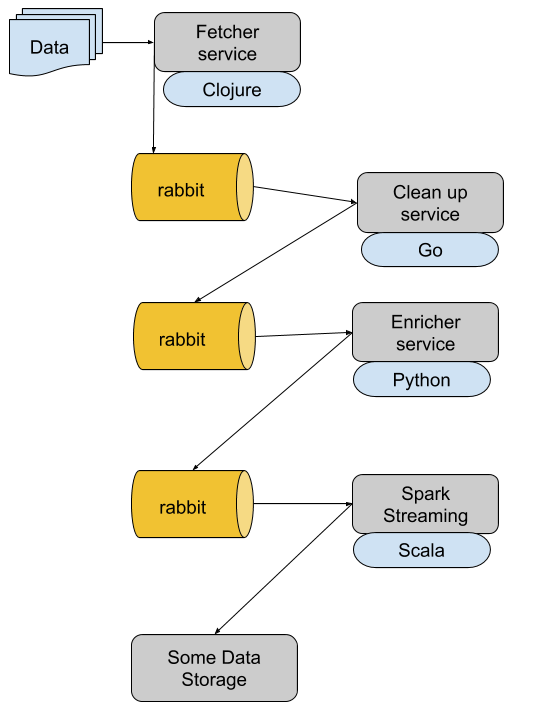 Data
Fetcher
service
Clojure
rabbit
Clean up
service
Go
rabbit
Enricher
service
Python
rabbit
Spark
Streaming
Scala
Some Data
Storage